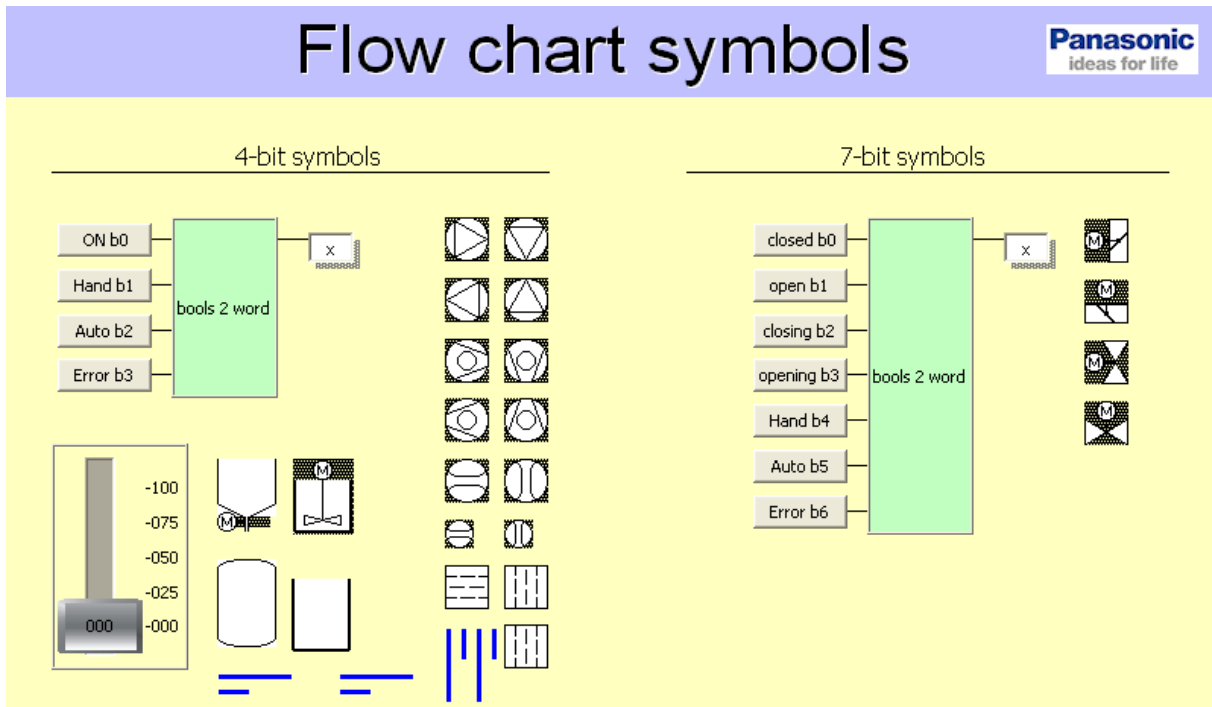 Flow chart symbols
Panasonic
ideas for life
4-bit symbols
ON b0
Hand b1
Auto b2
Error b3
bools 2 word
x
-100
-075
-050
-025
-000
000
M
M
7-bit symbols
closed b0
open b1
closing b2
opening b3
Hand b4
Auto b5
Error b6
bools 2 word
x
M
M
M
M